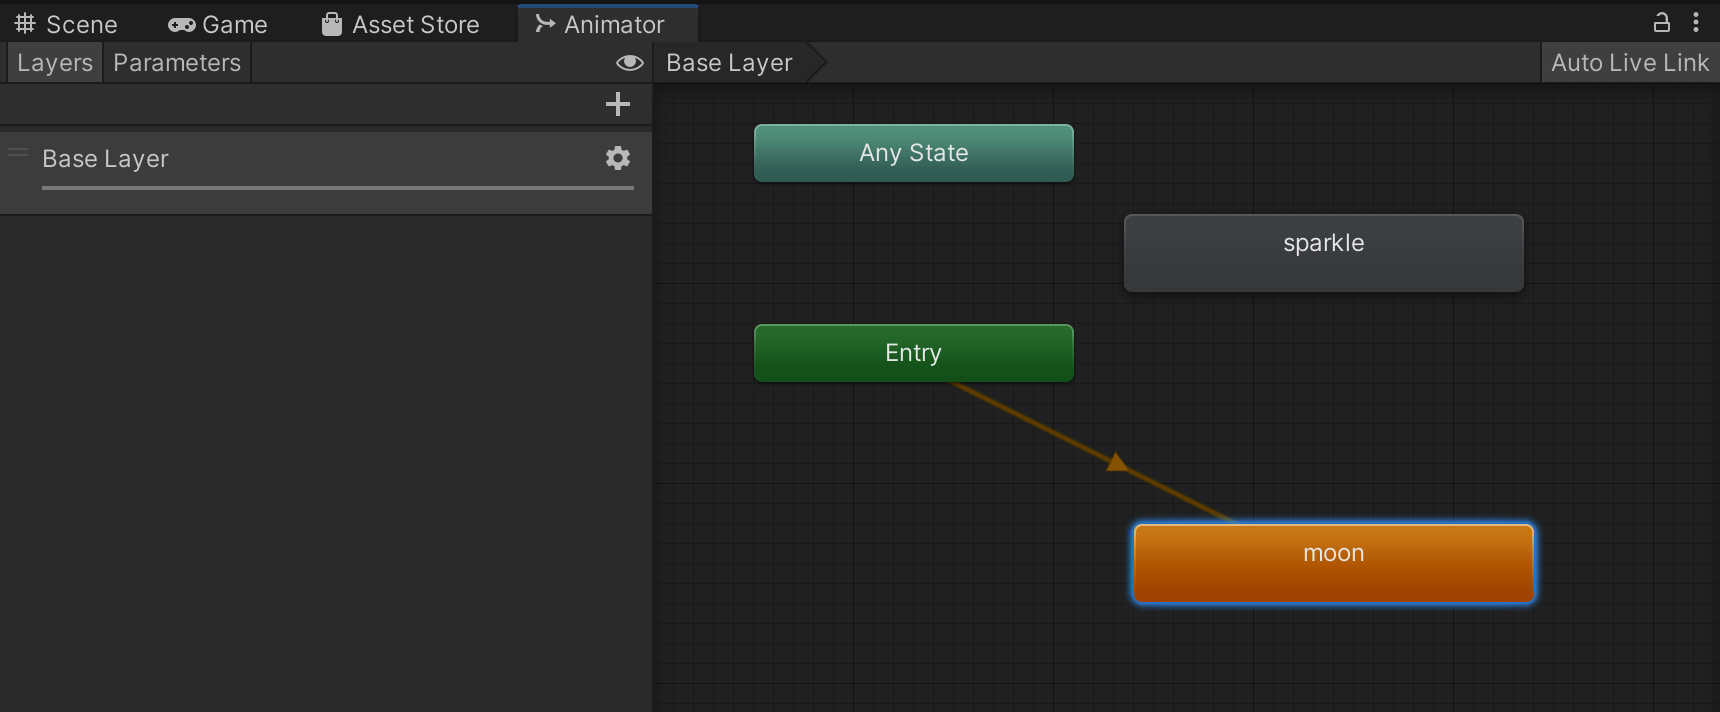 Scene Game Asset Store Animator
Layers Parameters Base Layer Auto Live Link
Base Layer
Any State
sparkle
Entry
moon